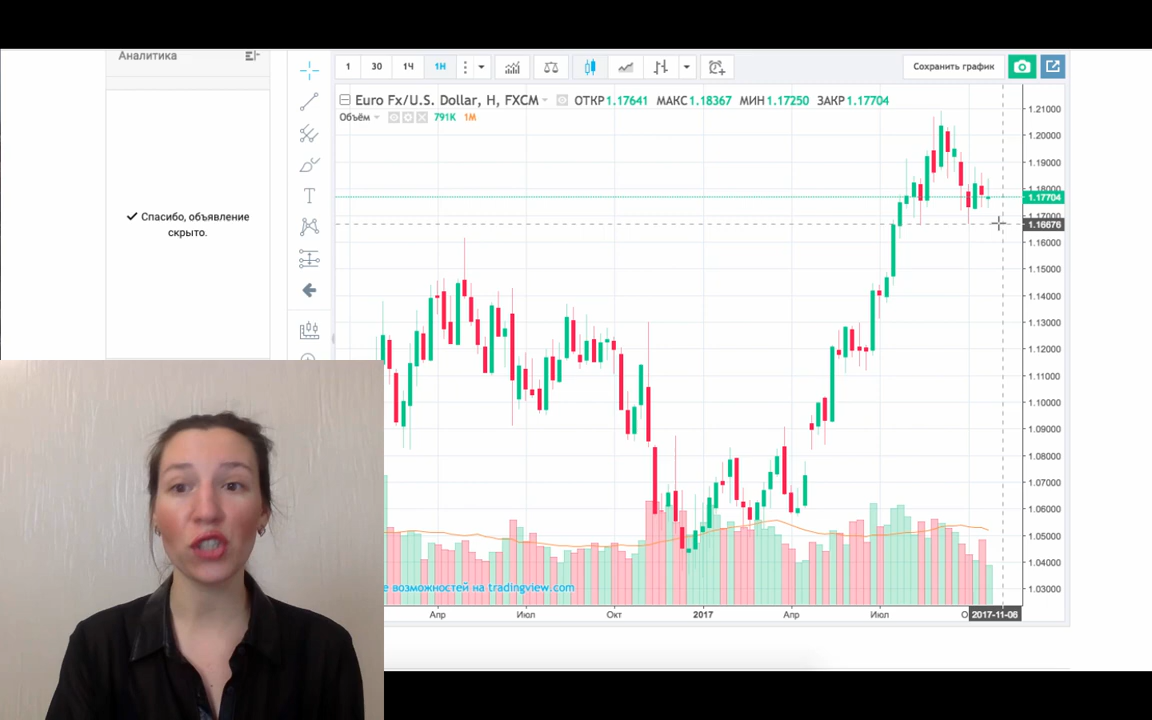 Аналитика
1 30 1Ч 1Н
Сохранить график
Euro Fx/U.S. Dollar, Н, FXCM
ОТКР 1.17641 МАКС 1.18367 МИН 1.17250 ЗАКР 1.17704
Объём 791K 1M
Спасибо, объявление
скрыто.
T
1.21000
1.20000
1.19000
1.18000
1.17704
1.17000
1.16676
1.16000
1.15000
1.14000
1.13000
1.12000
1.11000
1.10000
1.09000
1.08000
1.07000
1.06000
1.05000
1.04000
1.03000
возможностей на tradingview.com
Апр Июл Окт 2017 Апр Июл 2017-11-06